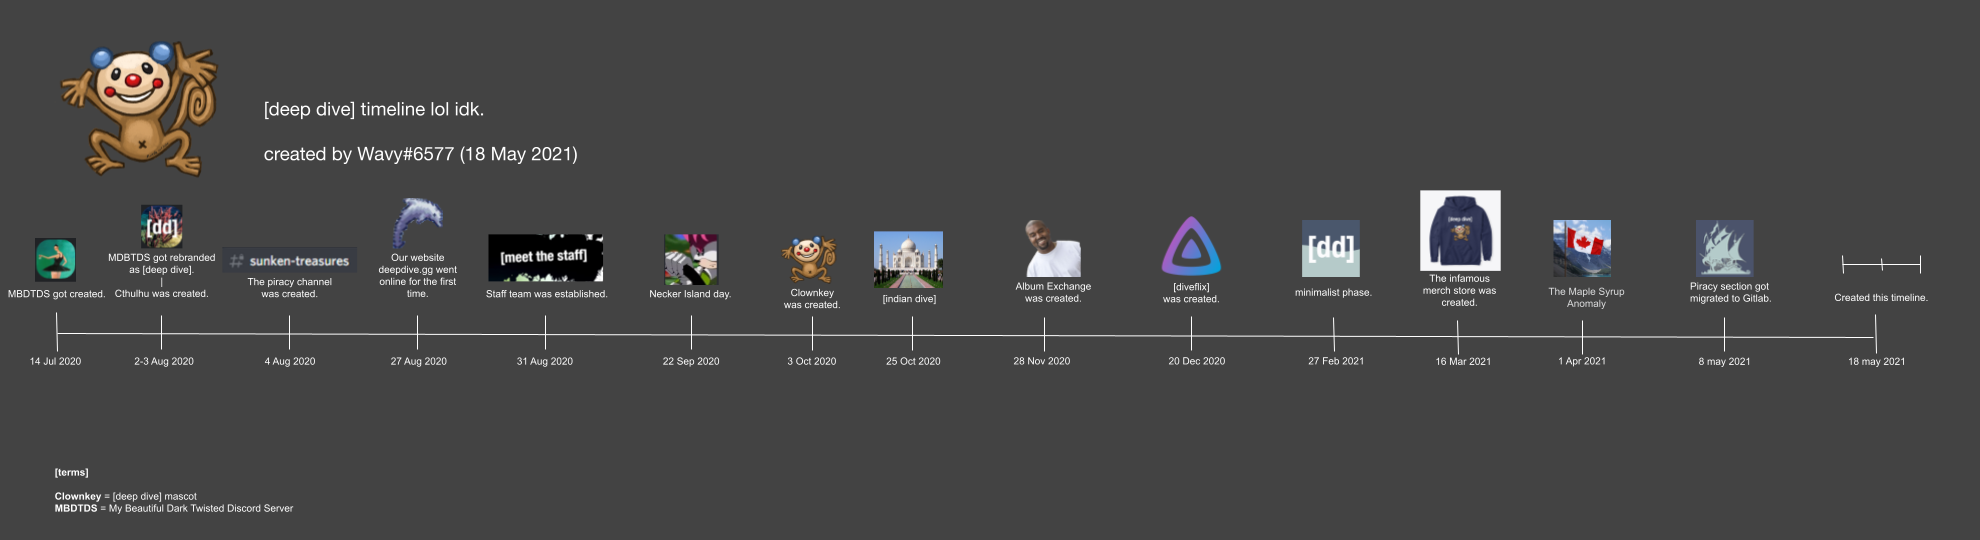 [deep dive] timeline lol idk.
created by Wavy#6577 (18 May 2021)
MBDTDS got created.
14 Jul 2020
[dd]
MDBTDS got rebranded
as [deep dive].
|
Cthulhu was created.
2-3 Aug 2020
# sunken-treasures
The piracy channel
was created.
4 Aug 2020
Our website
deepdive.gg went
online for the first
time.
27 Aug 2020
[meet the staff]
Staff team was established.
31 Aug 2020
Necker Island day.
22 Sep 2020
Clownkey
was created.
3 Oct 2020
[indian dive]
25 Oct 2020
Album Exchange
was created.
28 Nov 2020
[diveflix]
was created.
20 Dec 2020
[dd]
minimalist phase.
27 Feb 2021
[deep dive]
The infamous
merch store was
created.
16 Mar 2021
The Maple Syrup
Anomaly
1 Apr 2021
Piracy section got
migrated to Gitlab.
8 may 2021
Created this timeline.
18 may 2021
[terms]
Clownkey = [deep dive] mascot
MBDTDS = My Beautiful Dark Twisted Discord Server